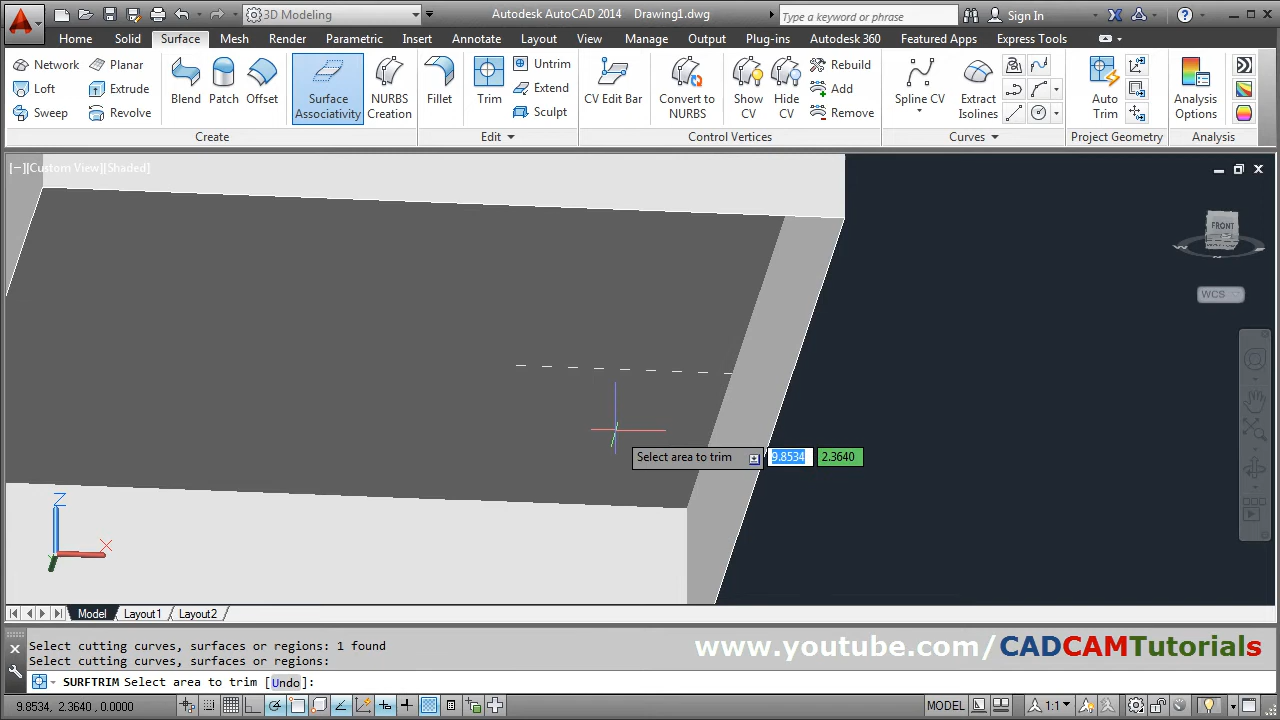 3D Modeling
Autodesk AutoCAD 2014 Drawing1.dwg
Type a keyword or phrase
Sign In
Home Solid Surface Mesh Render Parametric Insert Annotate Layout View Manage Output Plug-ins Autodesk 360 Featured Apps Express Tools
Network
Planar
Loft
Extrude
Sweep
Revolve
Blend
Patch
Offset
Surface
Associativity
NURBS
Creation
Fillet
Trim
Untrim
Extend
Sculpt
CV Edit Bar
Convert to
NURBS
Show
CV
Hide
CV
Rebuild
Add
Remove
Spline CV
Extract
Isolines
Auto
Trim
Analysis
Options
Create
Edit
Control Vertices
Curves
Project Geometry
Analysis
[−][Custom View][Shaded]
FRONT
WCS
Select area to trim
9.8534
2.3640
Z
X
Model
Layout1
Layout2
Select cutting curves, surfaces or regions: 1 found
Select cutting curves, surfaces or regions:
SURFTRIM Select area to trim [Undo]:
www.youtube.com/CADCAMTutorials
9.8534, 2.3640, 0.0000
MODEL
1:1